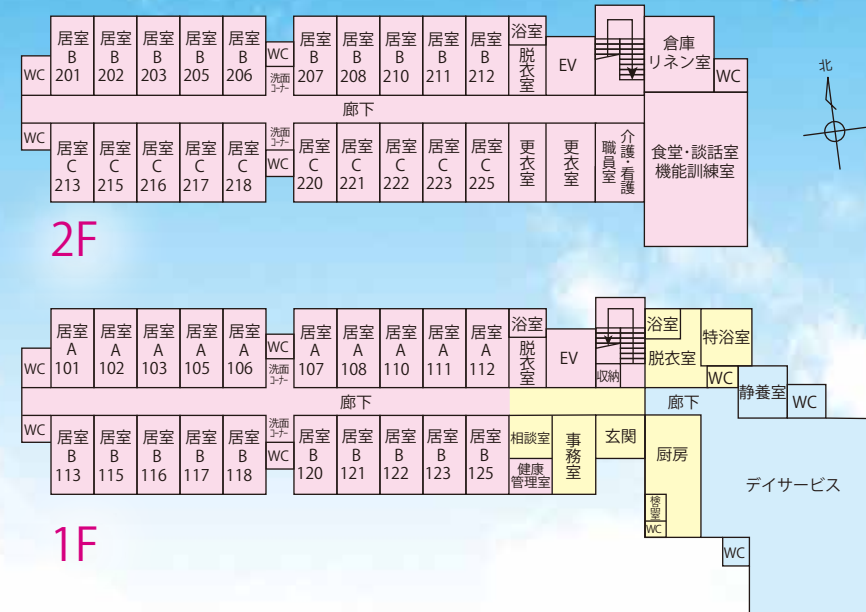 居室
B
201
居室
B
202
居室
B
203
居室
B
205
居室
B
206
WC
洗面
コーナー
居室
B
207
居室
B
208
居室
B
210
居室
B
211
居室
B
212
浴室
脱衣室
EV
倉庫
リネン室
WC
WC
廊下
北
WC
居室
C
213
居室
C
215
居室
C
216
居室
C
217
居室
C
218
洗面
コーナー
WC
居室
C
220
居室
C
221
居室
C
222
居室
C
223
居室
C
225
更衣室
更衣室
介護・看護
職員室
食堂・談話室
機能訓練室
2F
居室
A
101
居室
A
102
居室
A
103
居室
A
105
居室
A
106
WC
洗面
コーナー
居室
A
107
居室
A
108
居室
A
110
居室
A
111
居室
A
112
浴室
脱衣室
EV
収納
浴室
脱衣室
特浴室
WC
WC
静養室
WC
廊下
廊下
WC
居室
B
113
居室
B
115
居室
B
116
居室
B
117
居室
B
118
洗面
コーナー
WC
居室
B
120
居室
B
121
居室
B
122
居室
B
123
居室
B
125
相談室
健康
管理室
事務室
玄関
厨房
検収室
WC
デイサービス
WC
1F